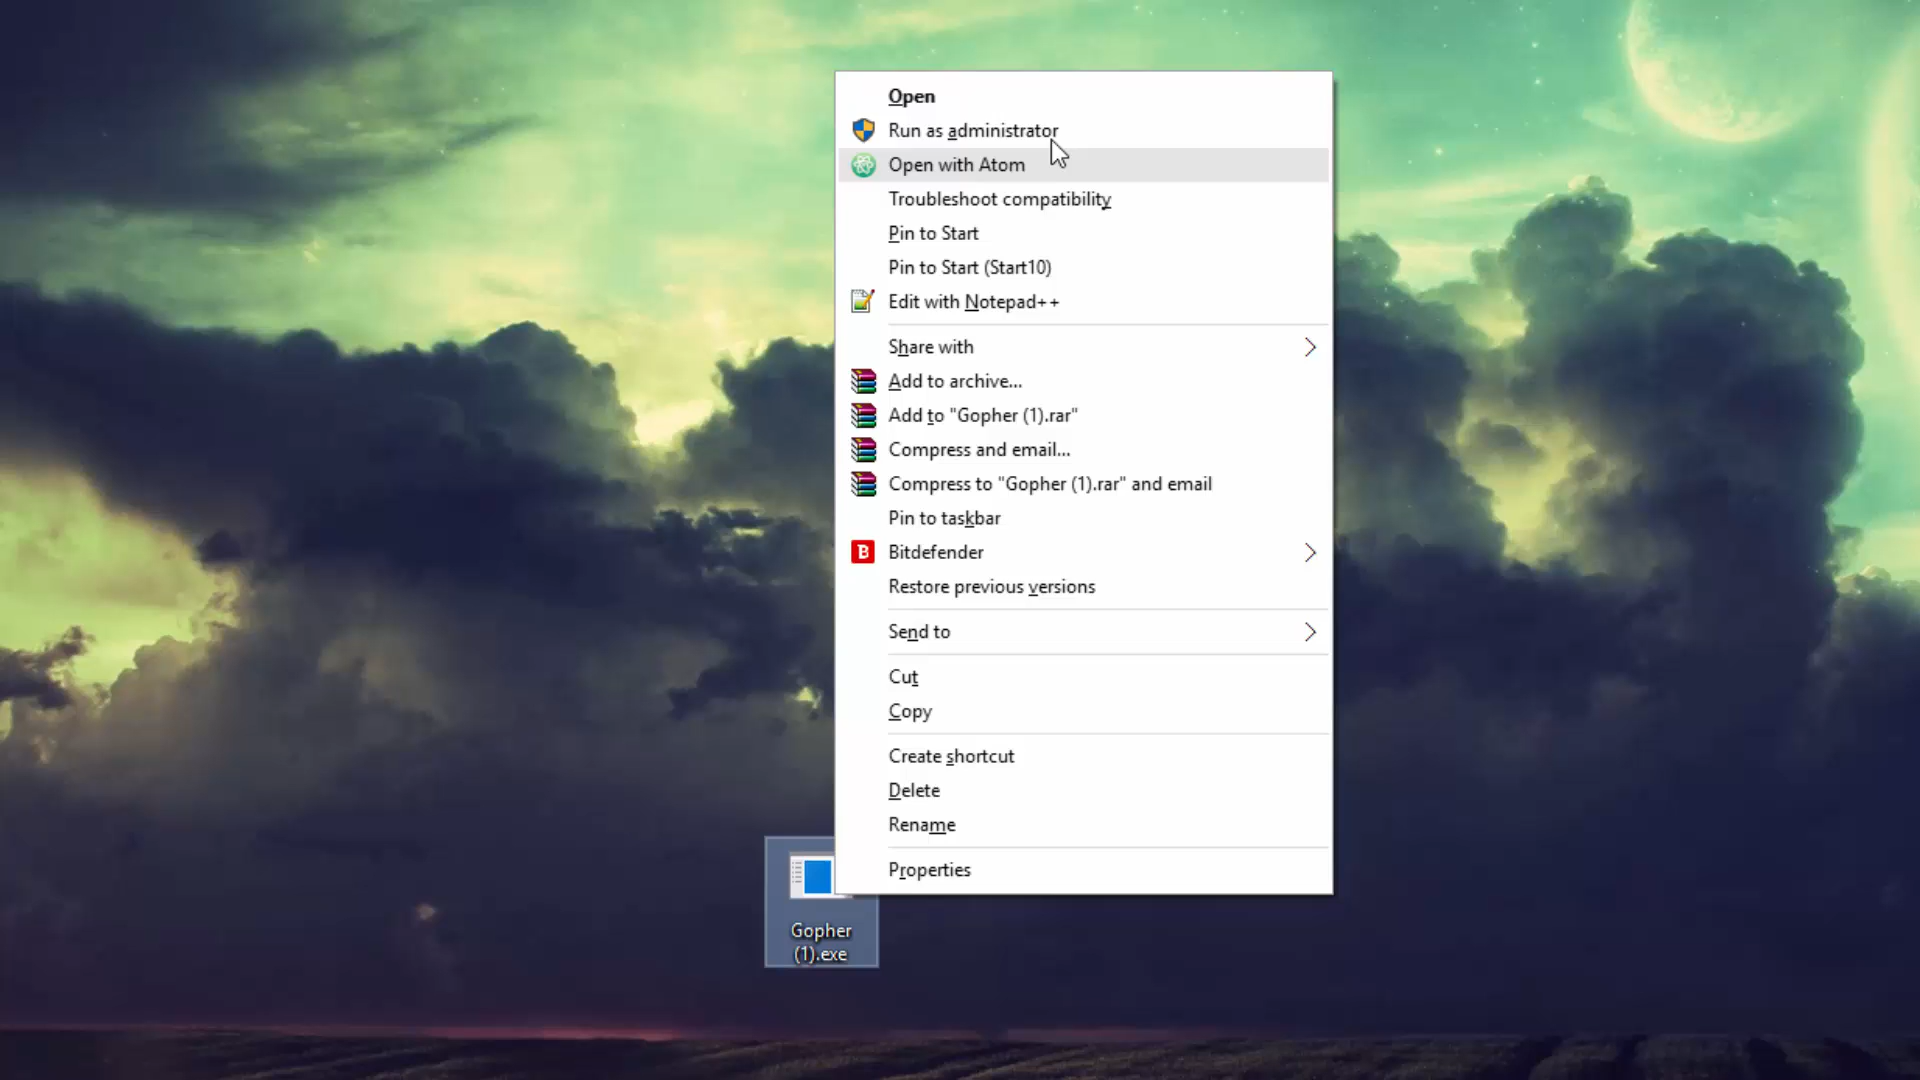 Open
Run as administrator
Open with Atom
Troubleshoot compatibility
Pin to Start
Pin to Start (Start10)
Edit with Notepad++
Share with
Add to archive...
Add to "Gopher (1).rar"
Compress and email...
Compress to "Gopher (1).rar" and email
Pin to taskbar
B Bitdefender
Restore previous versions
Send to
Cut
Copy
Create shortcut
Delete
Rename
Properties
Gopher
(1).exe